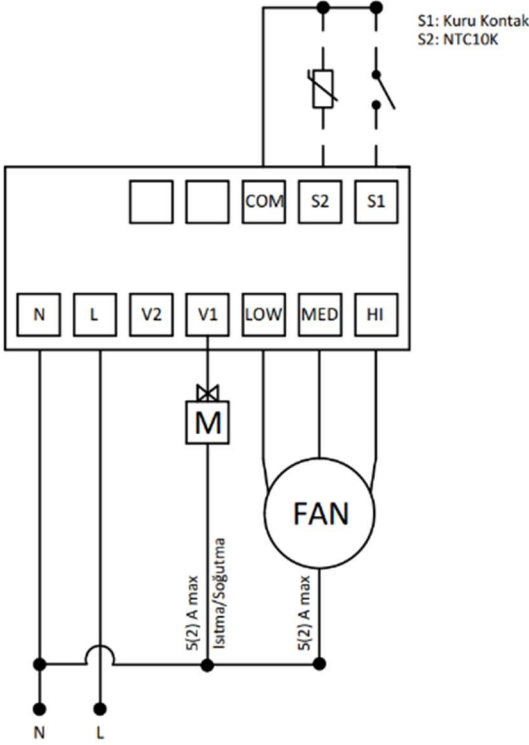 S1: Kuru Kontak
S2: NTC10K
COM S2 S1
N L V2 V1 LOW MED HI
M
FAN
5(2) A max
Isıtma/Soğutma
5(2) A max
N L